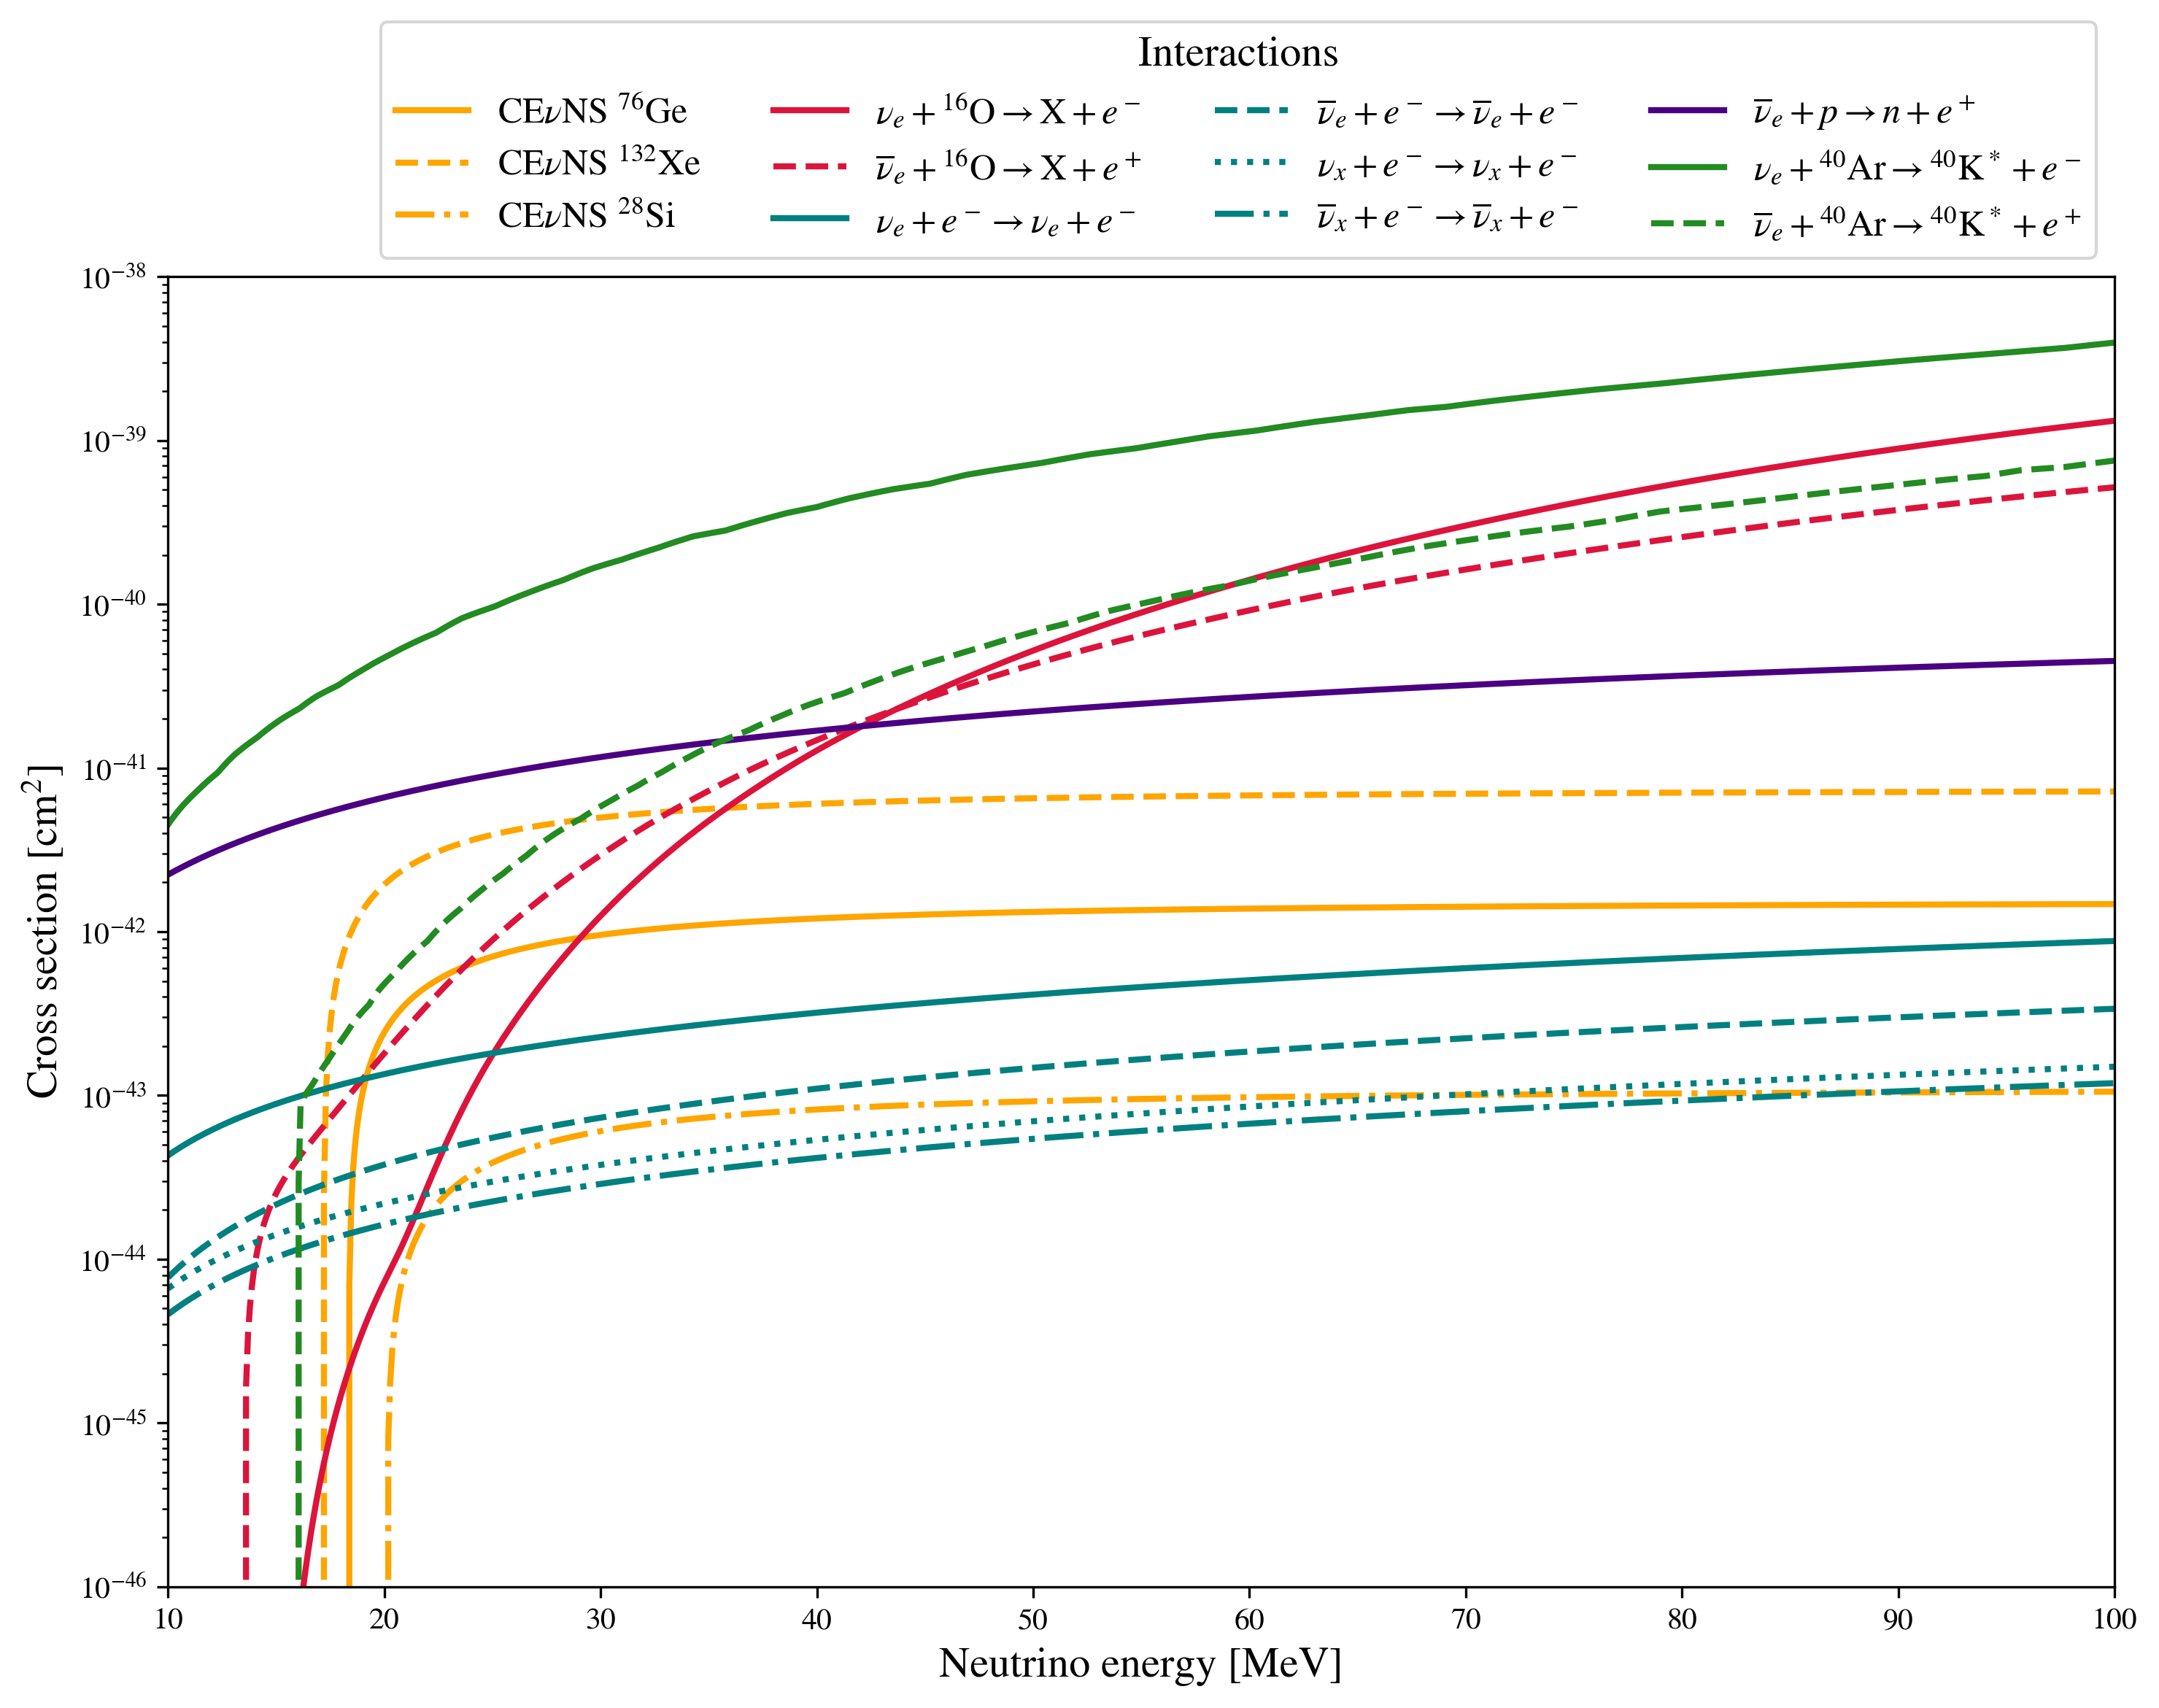 Interactions
CEνNS ⁷⁶Ge
CEνNS ¹³²Xe
CEνNS ²⁸Si
νₑ + ¹⁶O → X + e⁻
ν̅ₑ + ¹⁶O → X + e⁺
νₑ + e⁻ → νₑ + e⁻
ν̅ₑ + e⁻ → ν̅ₑ + e⁻
νₓ + e⁻ → νₓ + e⁻
ν̅ₓ + e⁻ → ν̅ₓ + e⁻
ν̅ₑ + p → n + e⁺
νₑ + ⁴⁰Ar → ⁴⁰K* + e⁻
ν̅ₑ + ⁴⁰Ar → ⁴⁰K* + e⁺
Cross section [cm²]
10⁻³⁸
10⁻³⁹
10⁻⁴⁰
10⁻⁴¹
10⁻⁴²
10⁻⁴³
10⁻⁴⁴
10⁻⁴⁵
10⁻⁴⁶
10 20 30 40 50 60 70 80 90 100
Neutrino energy [MeV]